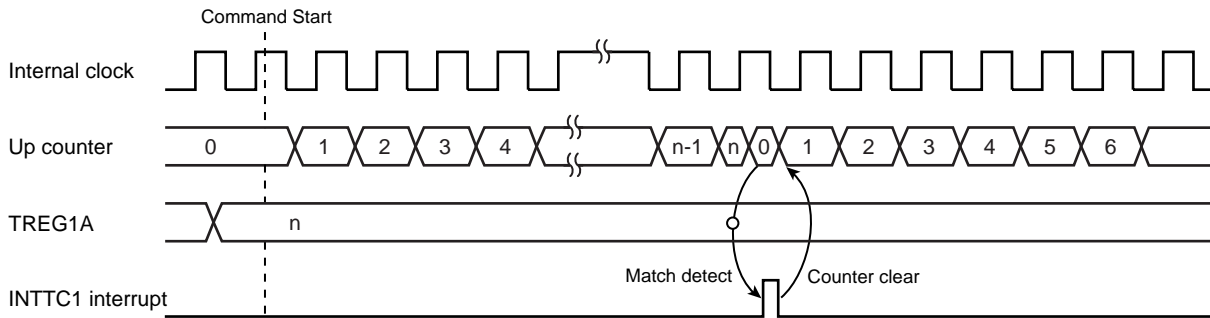 Command Start
Internal clock
Up counter 0 1 2 3 4 n-1 n 0 1 2 3 4 5 6
TREG1A n
Match detect Counter clear
INTTC1 interrupt